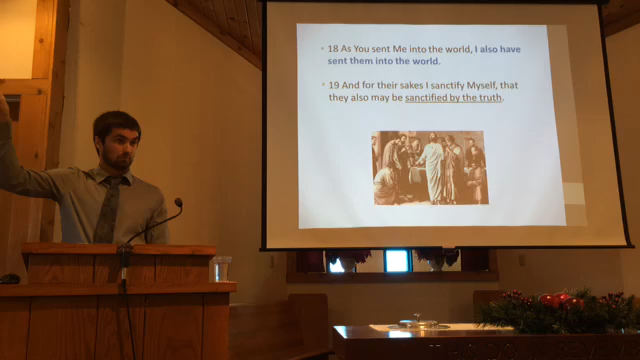 18 As You sent Me into the world, I also have
sent them into the world.
19 And for their sakes I sanctify Myself, that
they also may be sanctified by the truth.